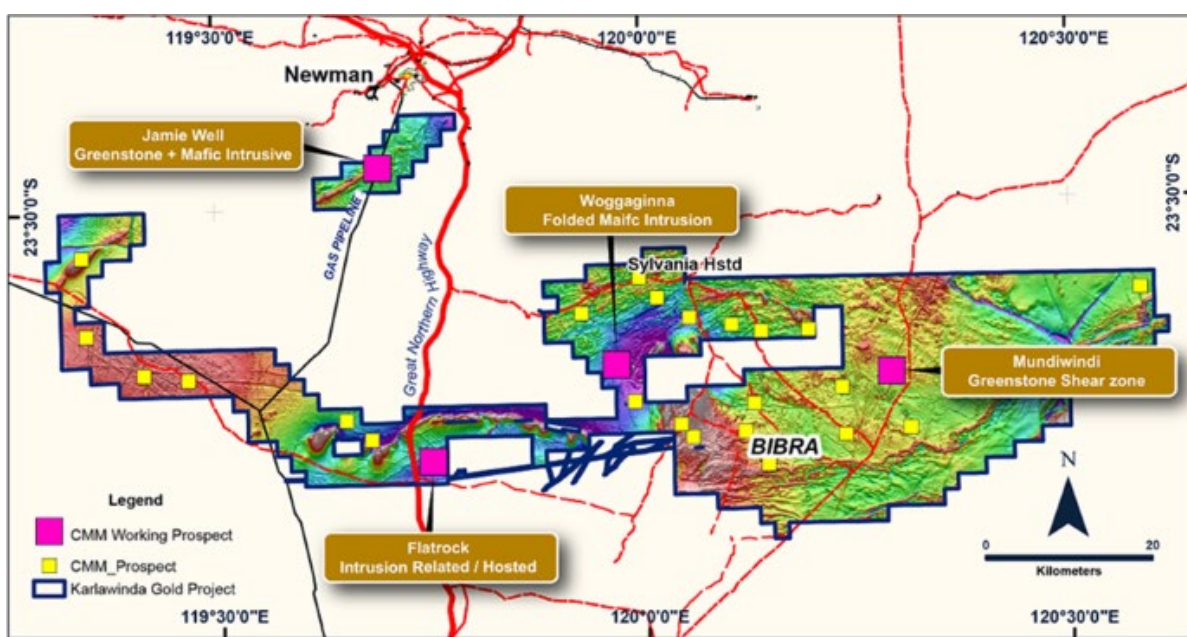 119°30'0"E
120°0'0"E
120°30'0"E
Newman
Jamie Well
Greenstone + Mafic Intrusive
Woggaginna
Folded Maifc Intrusion
23°30'0"S
23°30'0"S
GAS PIPELINE
Great Northern Highway
Sylvania Hstd
Mundiwindi
Greenstone Shear zone
BIBRA
N
Legend
CMM Working Prospect
CMM_Prospect
Karlawinda Gold Project
Flatrock
Intrusion Related / Hosted
0 20
Kilometers
119°30'0"E
120°0'0"E
120°30'0"E